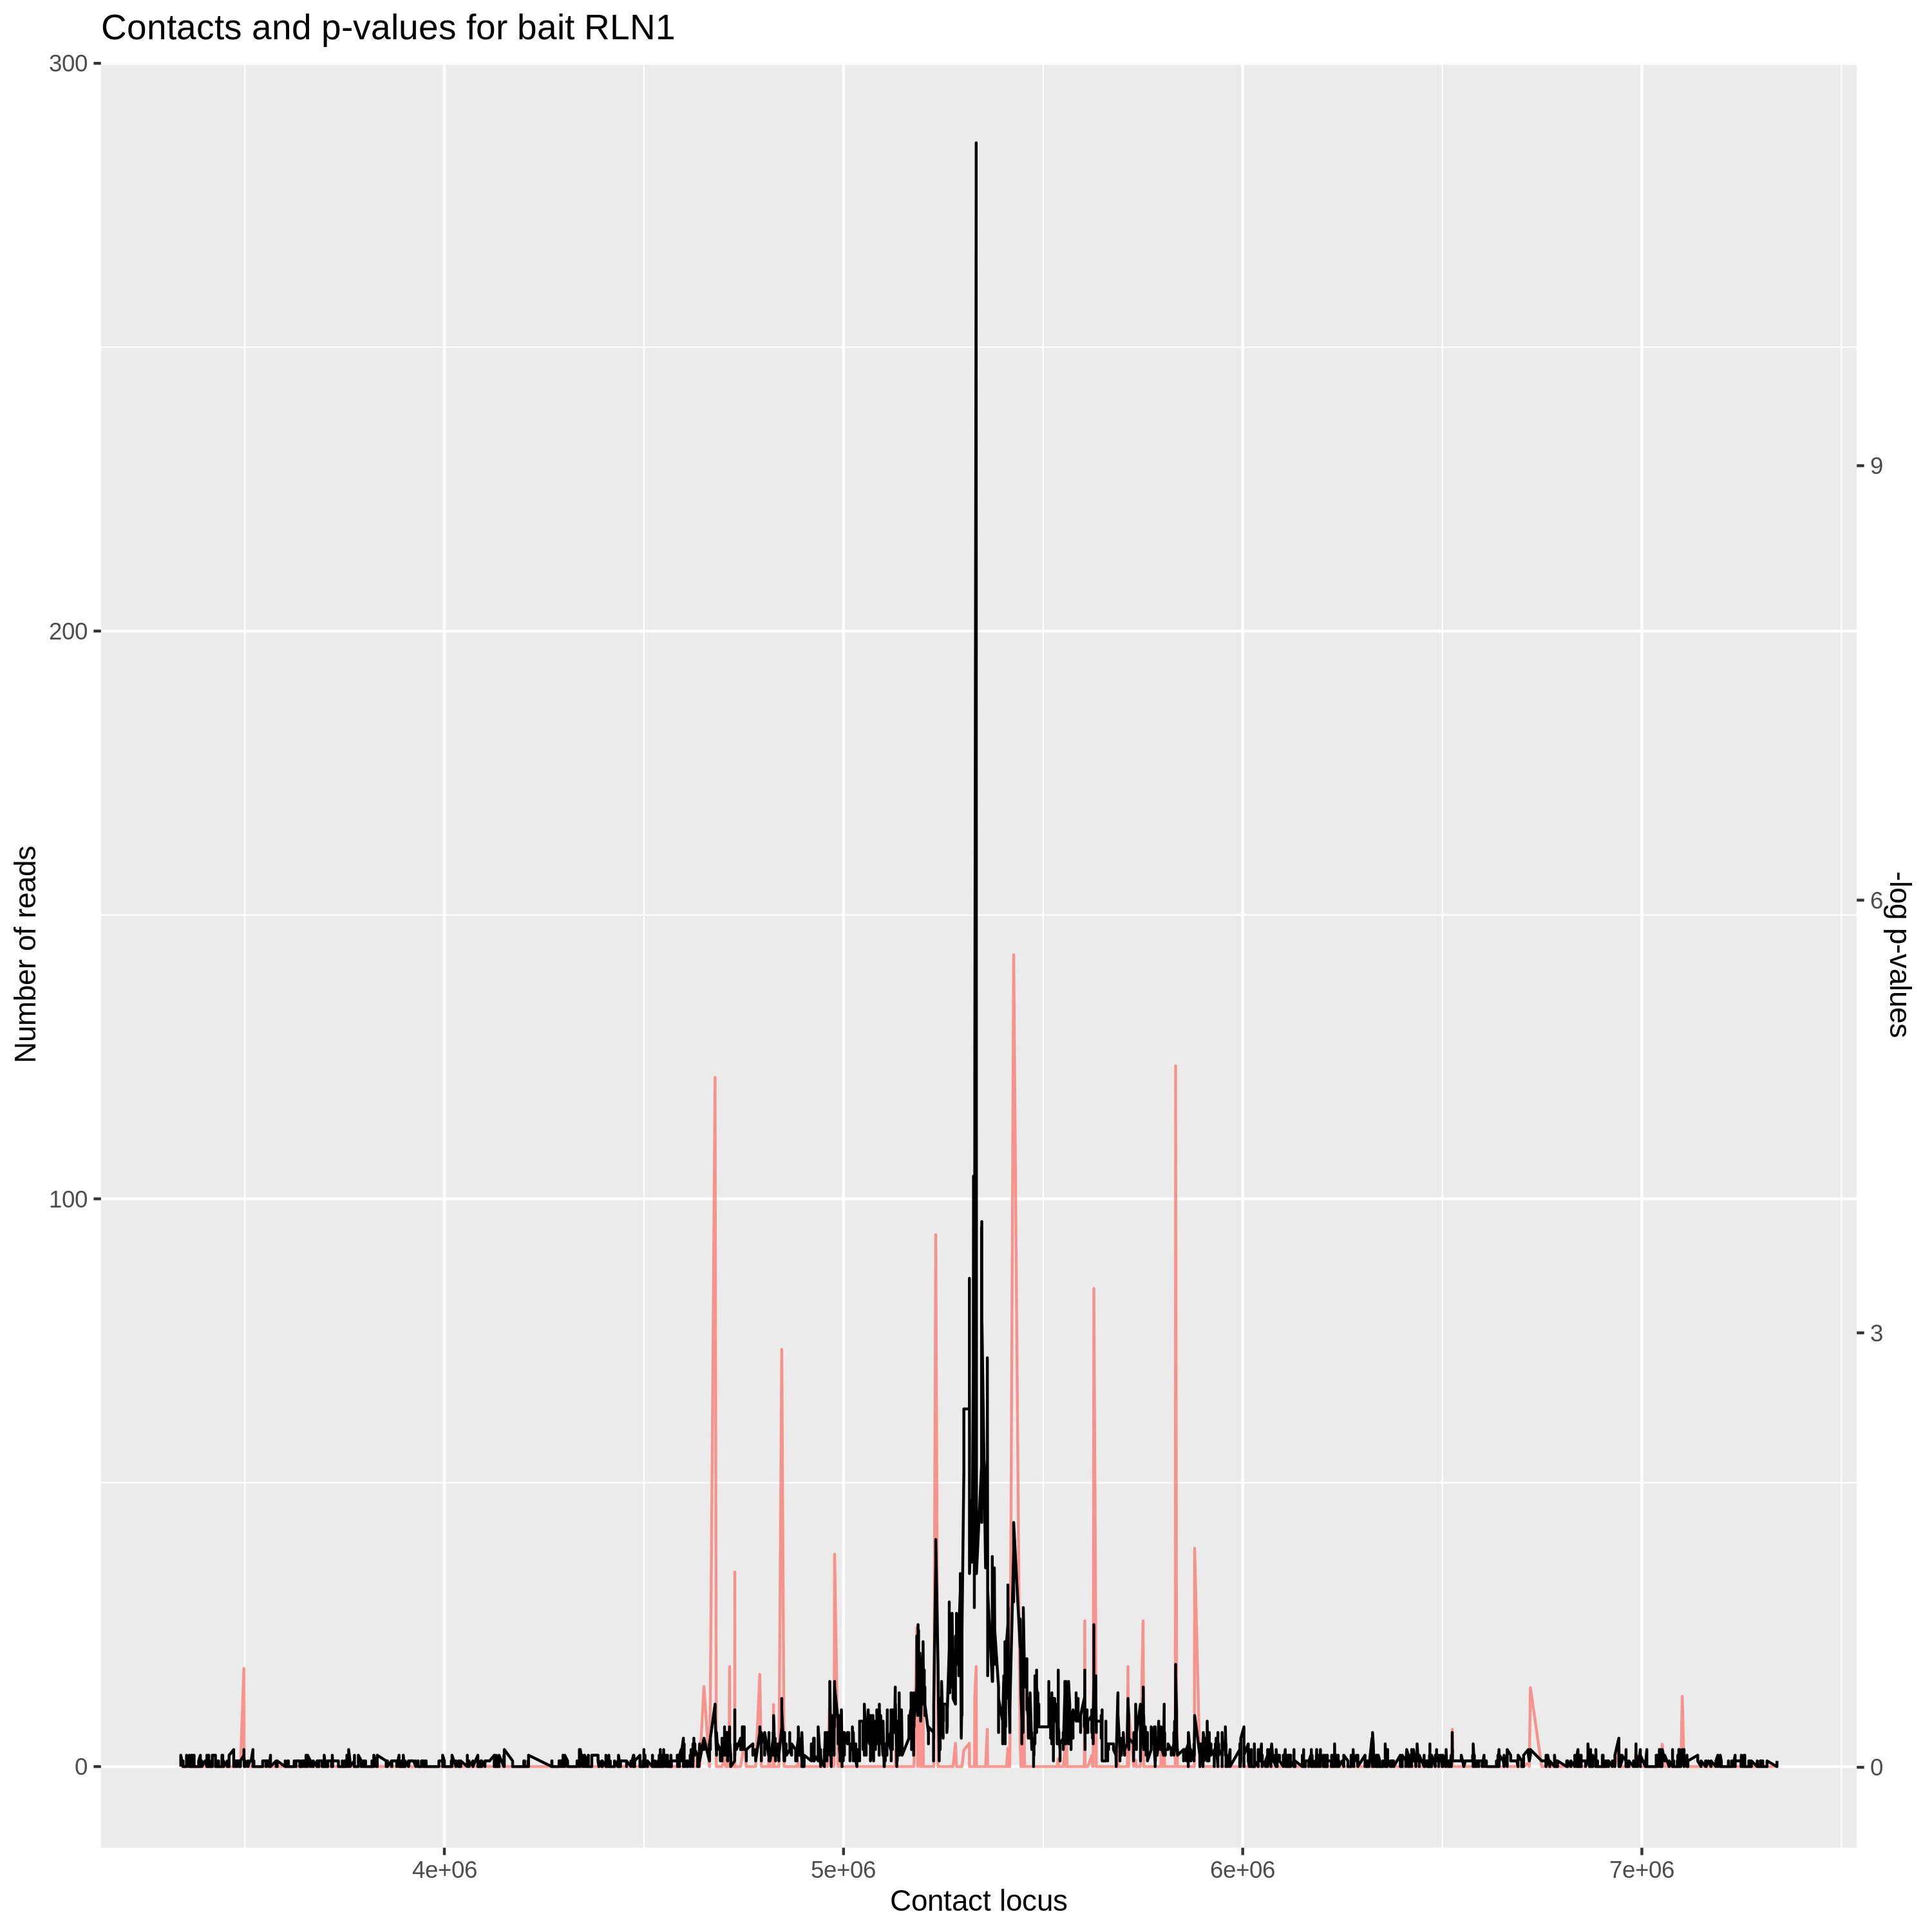 Contacts and p-values for bait RLN1
300
200
100
0
Number of reads
9
6
3
0
-log p-values
4e+06
5e+06
6e+06
7e+06
Contact locus